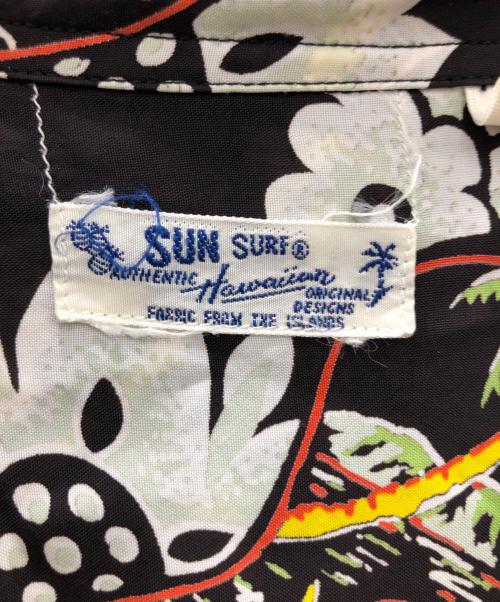 SUN SURF®
AUTHENTIC Hawaiian ORIGINAL
DESIGNS
FABRIC FROM THE ISLANDS